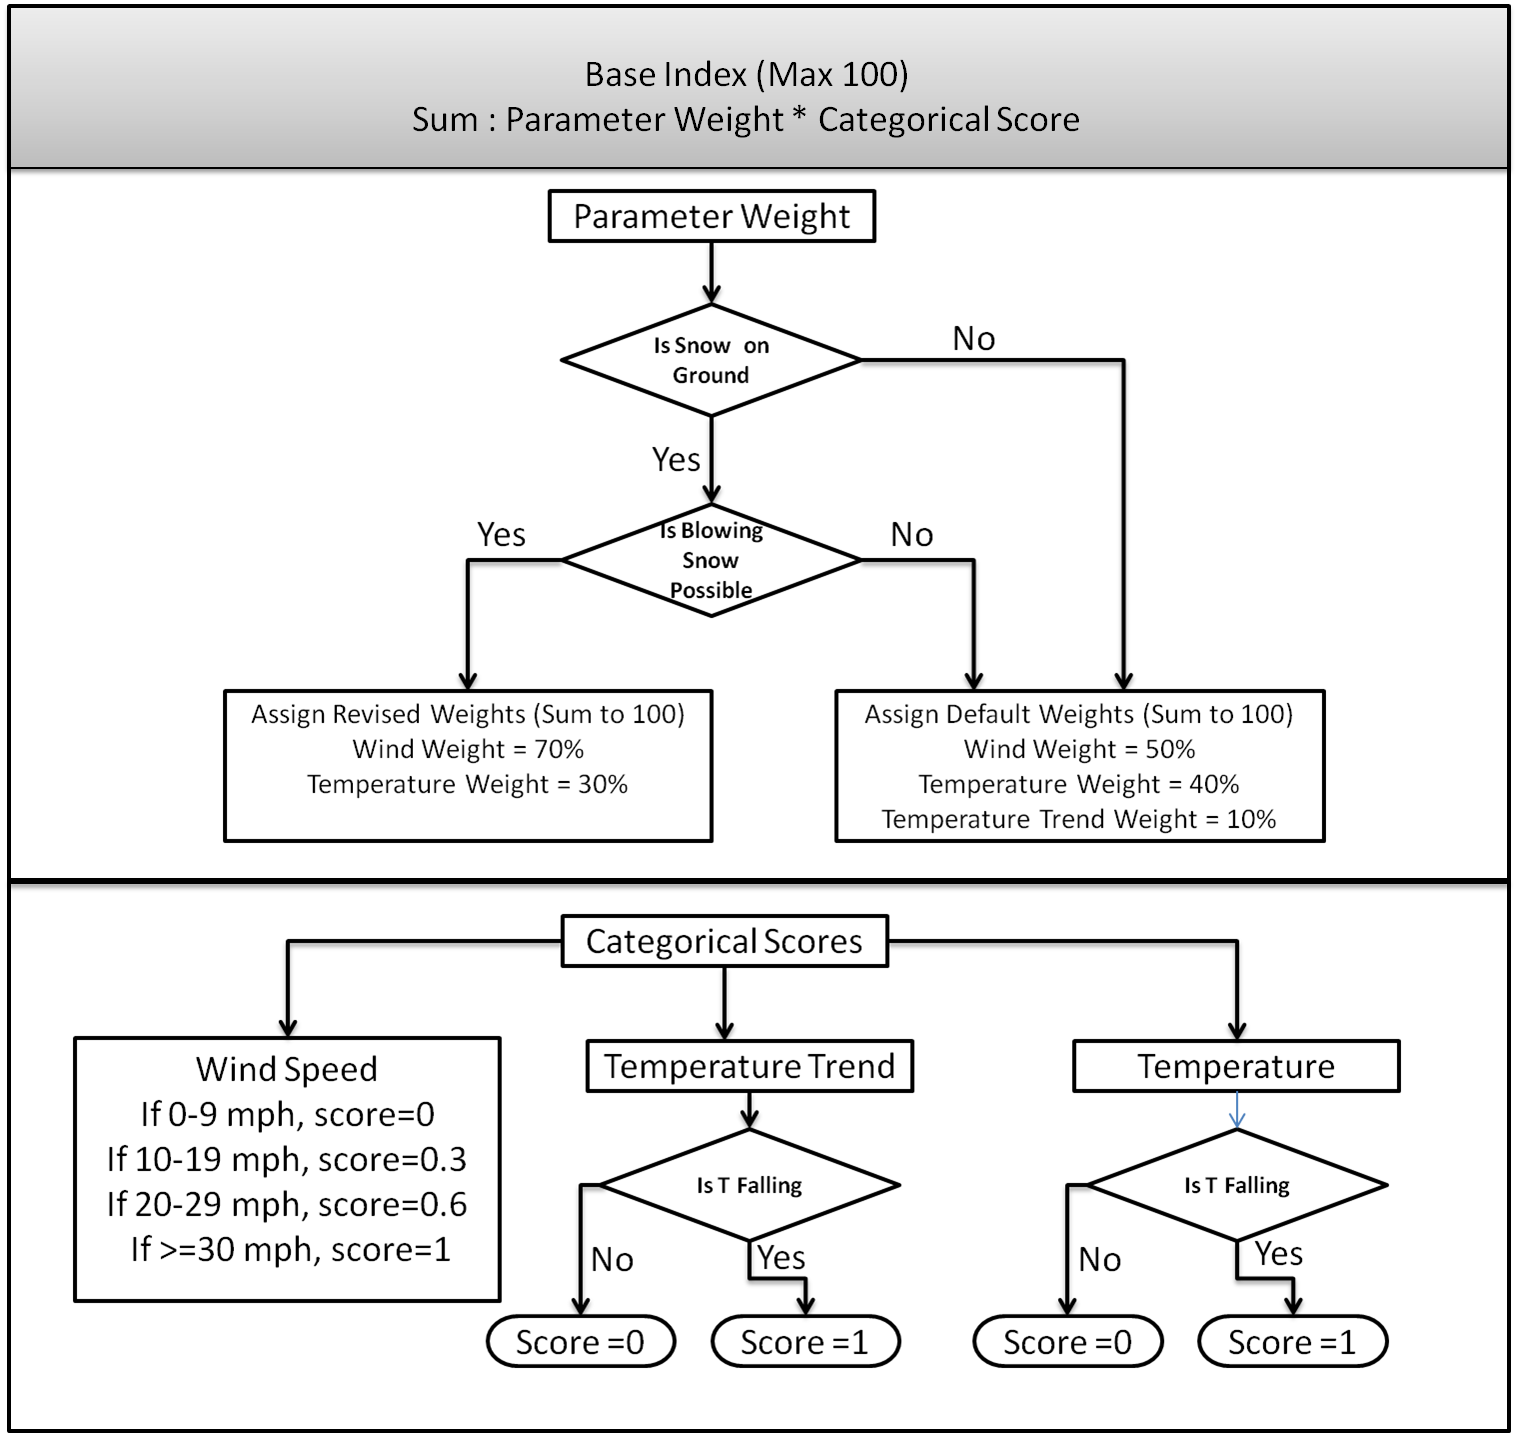 Base Index (Max 100)
Sum : Parameter Weight * Categorical Score
Parameter Weight
Is Snow on
Ground
No
Yes
Is Blowing
Snow
Possible
Yes
No
Assign Revised Weights (Sum to 100)
Wind Weight = 70%
Temperature Weight = 30%
Assign Default Weights (Sum to 100)
Wind Weight = 50%
Temperature Weight = 40%
Temperature Trend Weight = 10%
Categorical Scores
Wind Speed
If 0-9 mph, score=0
If 10-19 mph, score=0.3
If 20-29 mph, score=0.6
If >=30 mph, score=1
Temperature Trend
Is T Falling
No
Yes
Score =0
Score =1
Temperature
Is T Falling
No
Yes
Score =0
Score =1